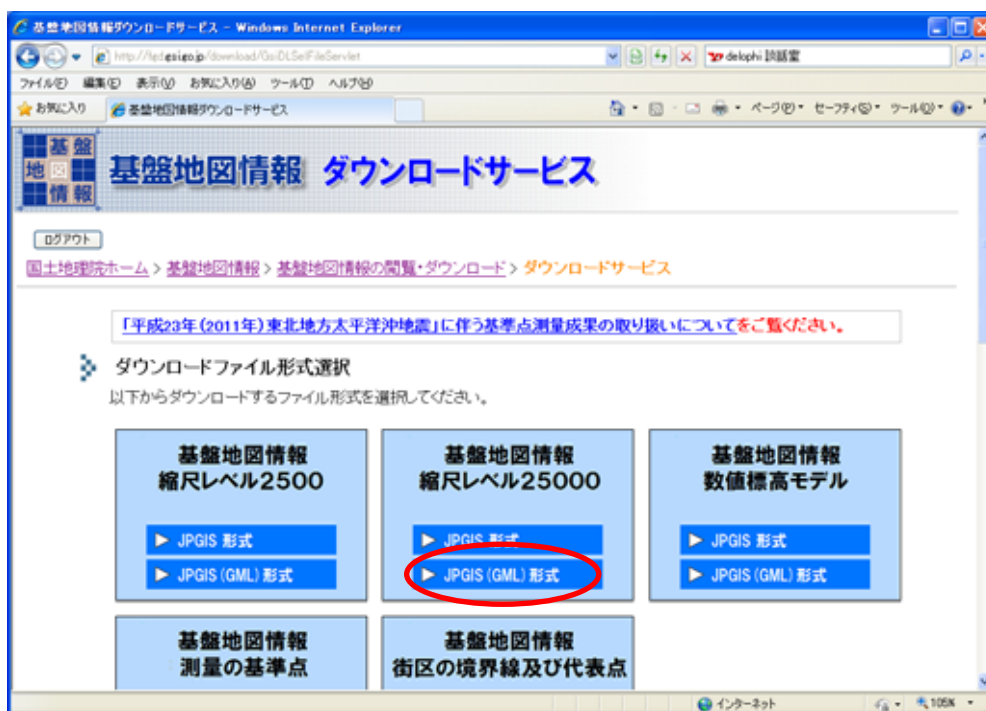 基盤地図情報ダウンロードサービス - Windows Internet Explorer
delophi 談話室
ファイル(F) 編集(E) 表示(V) お気に入り(A) ツール(T) ヘルプ(H)
お気に入り 基盤地図情報ダウンロードサービス ページ(P) セーフティ(S) ツール(O)
基盤
地図
情報
基盤地図情報 ダウンロードサービス
ログアウト
国土地理院ホーム > 基盤地図情報 > 基盤地図情報の閲覧・ダウンロード > ダウンロードサービス
「平成23年(2011年)東北地方太平洋沖地震」に伴う基準点測量成果の取り扱いについてをご覧ください。
ダウンロードファイル形式選択
以下からダウンロードするファイル形式を選択してください。
基盤地図情報
縮尺レベル2500
JPGIS 形式
JPGIS (GML) 形式
基盤地図情報
縮尺レベル25000
JPGIS 形式
JPGIS (GML) 形式
基盤地図情報
数値標高モデル
JPGIS 形式
JPGIS (GML) 形式
基盤地図情報
測量の基準点
基盤地図情報
街区の境界線及び代表点
インターネット 105%